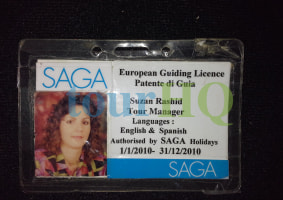 SAGA
European Guiding Licence
Patente di Guia
Suzan Rashid
Tour Manager
Languages :
English & Spanish
Authorised by SAGA Holidays
1/1/2010- 31/12/2010
SAGA
tourHQ